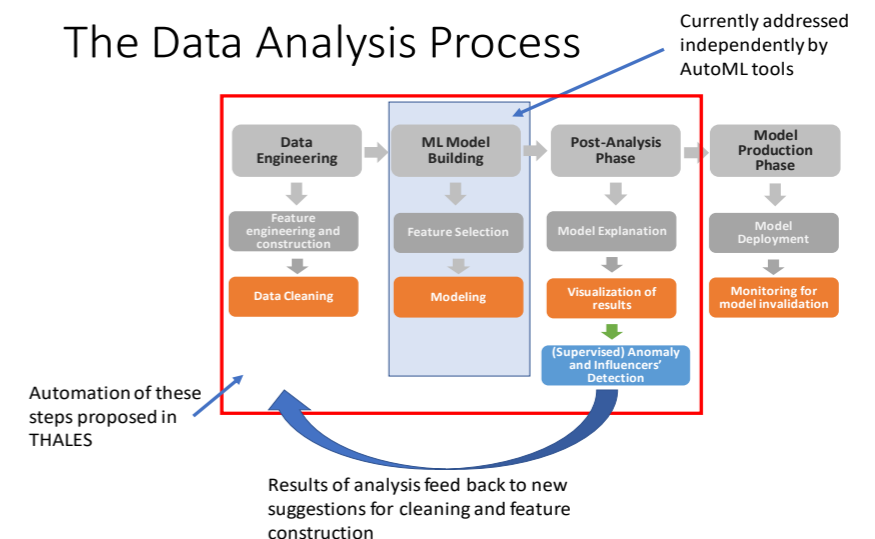 The Data Analysis Process
Currently addressed
independently by
AutoML tools
Data
Engineering
ML Model
Building
Post-Analysis
Phase
Model
Production
Phase
Feature
engineering and
construction
Feature Selection
Model Explanation
Model
Deployment
Data Cleaning
Modeling
Visualization of
results
Monitoring for
model invalidation
(Supervised) Anomaly
and Influencers'
Detection
Automation of these
steps proposed in
THALES
Results of analysis feed back to new
suggestions for cleaning and feature
construction